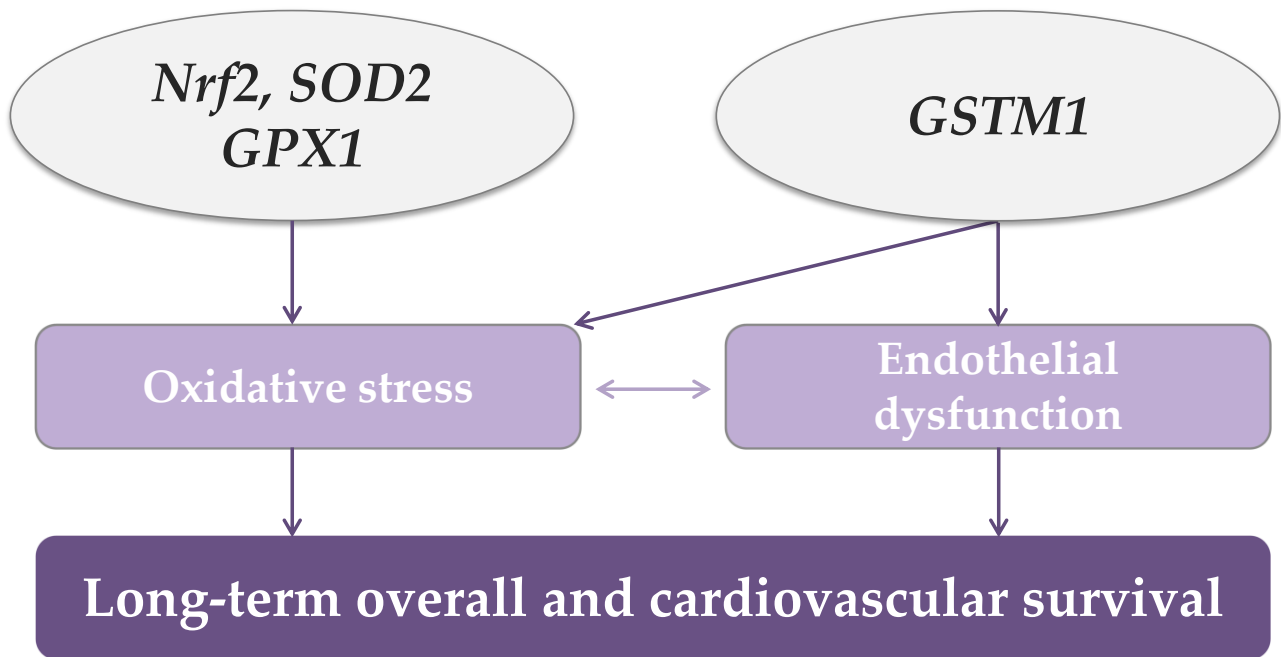 Nrf2, SOD2
GPX1
GSTM1
Oxidative stress
Endothelial
dysfunction
Long-term overall and cardiovascular survival